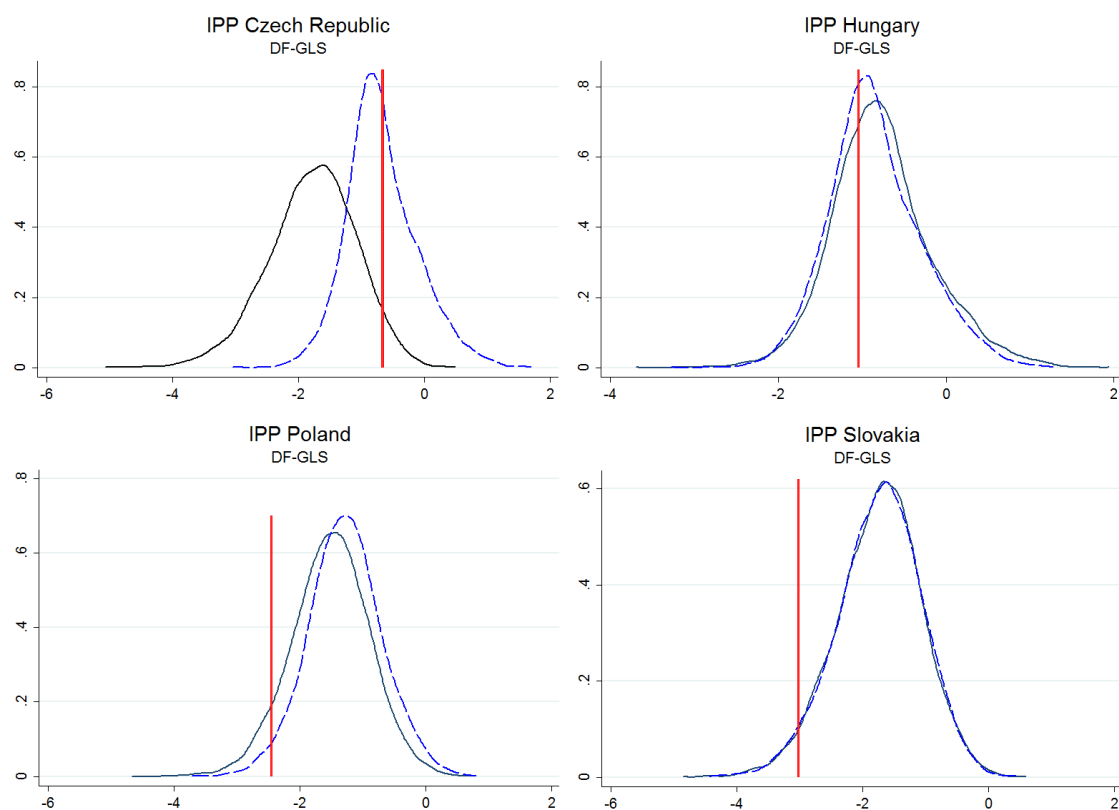 IPP Czech Republic
DF-GLS
.8
.6
.4
.2
0
-6 -4 -2 0 2
IPP Hungary
DF-GLS
.8
.6
.4
.2
0
-4 -2 0 2
IPP Poland
DF-GLS
.8
.6
.4
.2
0
-6 -4 -2 0 2
IPP Slovakia
DF-GLS
.6
.4
.2
0
-6 -4 -2 0 2